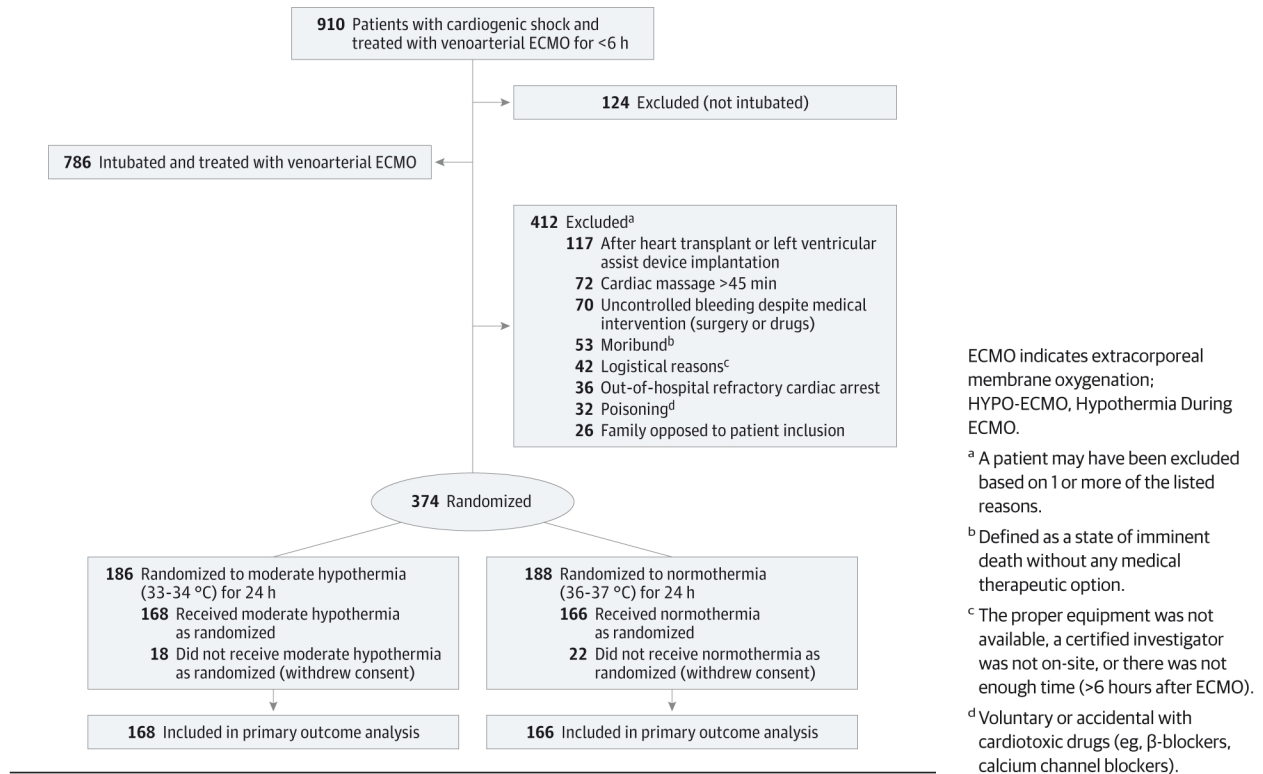 910 Patients with cardiogenic shock and
treated with venoarterial ECMO for <6 h
124 Excluded (not intubated)
786 Intubated and treated with venoarterial ECMO
412 Excludedᵃ
117 After heart transplant or left ventricular
assist device implantation
72 Cardiac massage >45 min
70 Uncontrolled bleeding despite medical
intervention (surgery or drugs)
53 Moribundᵇ
42 Logistical reasonsᶜ
36 Out-of-hospital refractory cardiac arrest
32 Poisoningᵈ
26 Family opposed to patient inclusion
374 Randomized
186 Randomized to moderate hypothermia
(33-34 °C) for 24 h
168 Received moderate hypothermia
as randomized
18 Did not receive moderate hypothermia
as randomized (withdrew consent)
188 Randomized to normothermia
(36-37 °C) for 24 h
166 Received normothermia
as randomized
22 Did not receive normothermia as
randomized (withdrew consent)
168 Included in primary outcome analysis
166 Included in primary outcome analysis
ECMO indicates extracorporeal
membrane oxygenation;
HYPO-ECMO, Hypothermia During
ECMO.
ᵃ A patient may have been excluded
based on 1 or more of the listed
reasons.
ᵇ Defined as a state of imminent
death without any medical
therapeutic option.
ᶜ The proper equipment was not
available, a certified investigator
was not on-site, or there was not
enough time (>6 hours after ECMO).
ᵈ Voluntary or accidental with
cardiotoxic drugs (eg, β-blockers,
calcium channel blockers).